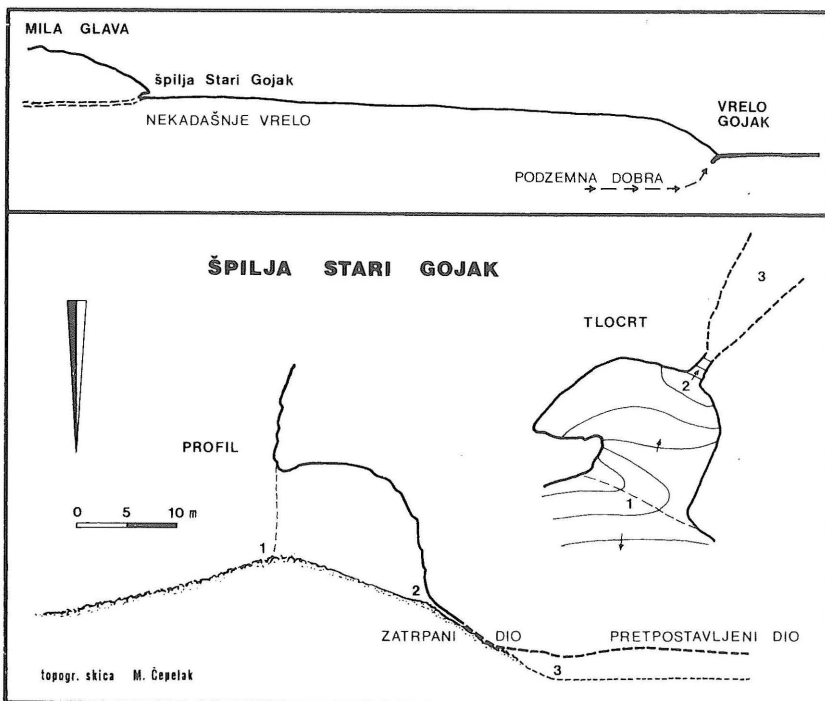 MILA GLAVA
špilja Stari Gojak
NEKADAŠNJE VRELO
VRELO
GOJAK
PODZEMNA DOBRA
ŠPILJA STARI GOJAK
3
TLOCRT
2
PROFIL
1
0 5 10 m
1
2
ZATRPANI DIO PRETPOSTAVLJENI DIO
3
topogr. skica M. Čepelak